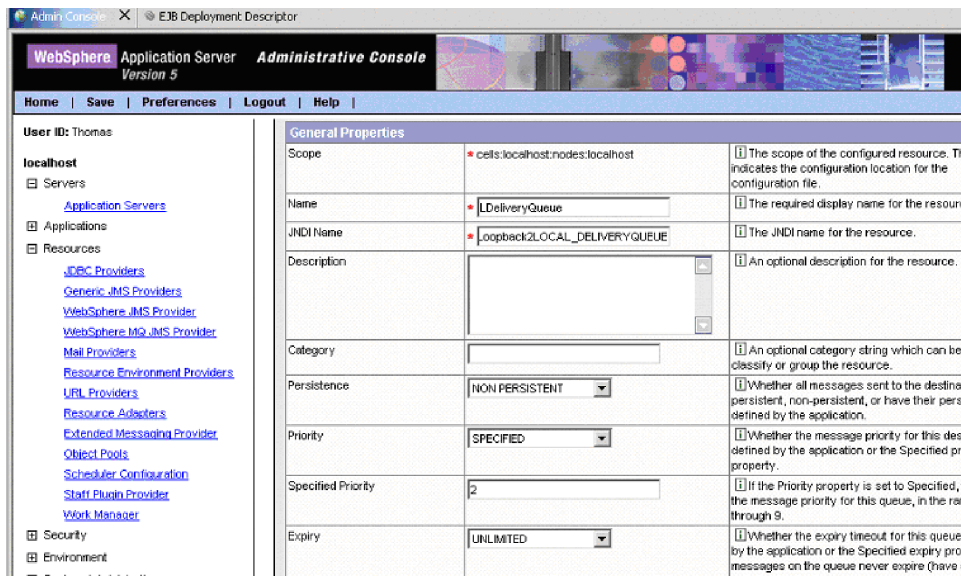 Admin Console X EJB Deployment Descriptor
WebSphere Application Server Administrative Console
Version 5
Home | Save | Preferences | Logout | Help |
User ID: Thomas
localhost
Servers
Application Servers
Applications
Resources
JDBC Providers
Generic JMS Providers
WebSphere JMS Provider
WebSphere MQ JMS Provider
Mail Providers
Resource Environment Providers
URL Providers
Resource Adapters
Extended Messaging Provider
Object Pools
Scheduler Configuration
Staff Plugin Provider
Work Manager
Security
Environment
General Properties
Scope
* cells:localhost:nodes:localhost
The scope of the configured resource. Th
indicates the configuration location for the
configuration file.
Name
* LDeliveryQueue
The required display name for the resour
JNDI Name
* Loopback2LOCAL_DELIVERYQUEUE
The JNDI name for the resource.
Description
An optional description for the resource.
Category
An optional category string which can be
classify or group the resource.
Persistence
NON PERSISTENT
Whether all messages sent to the destina
persistent, non-persistent, or have their pers
defined by the application.
Priority
SPECIFIED
Whether the message priority for this des
defined by the application or the Specified pr
property.
Specified Priority
2
If the Priority property is set to Specified,
the message priority for this queue, in the ra
through 9.
Expiry
UNLIMITED
Whether the expiry timeout for this queue
by the application or the Specified expiry pro
messages on the queue never expire (have